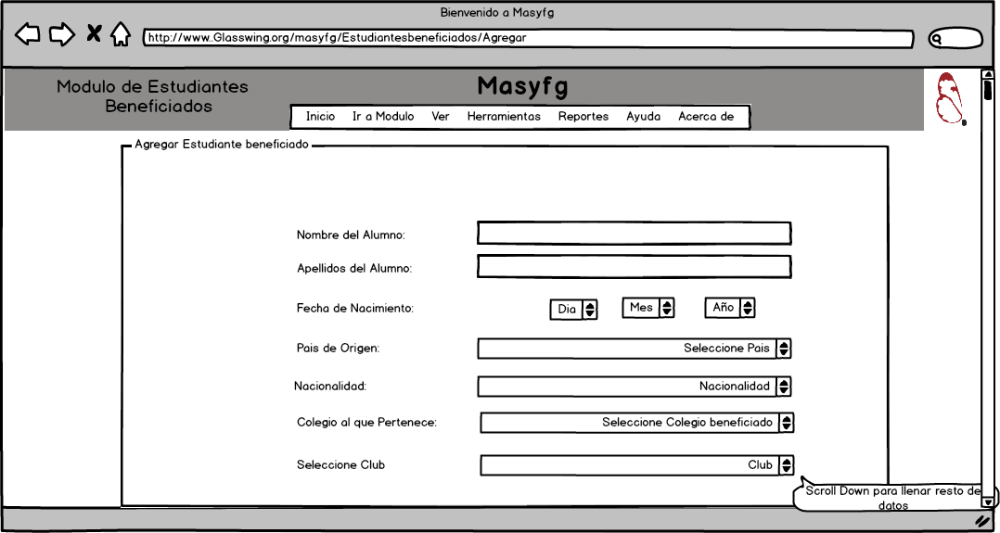 Bienvenido a Masyfg
http://www..Glasswing.org/masyfg/Estudiantesbeneficiados/Agregar
Modulo de Estudiantes
Beneficiados
Masyfg
Inicio Ir a Modulo Ver Herramientas Reportes Ayuda Acerca de
Agregar Estudiante beneficiado
Nombre del Alumno:
Apellidos del Alumno:
Fecha de Nacimiento: Dia Mes Año
Pais de Origen: Seleccione Pais
Nacionalidad: Nacionalidad
Colegio al que Pertenece: Seleccione Colegio beneficiado
Seleccione Club Club
Scroll Down para llenar resto de
datos